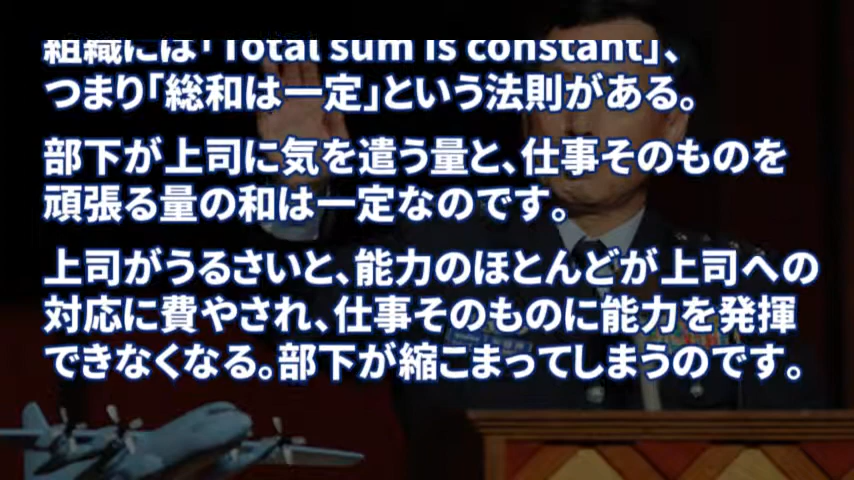 組織には「Total sum is constant」、
つまり「総和は一定」という法則がある。
部下が上司に気を遣う量と、仕事そのものを
頑張る量の和は一定なのです。
上司がうるさいと、能力のほとんどが上司への
対応に費やされ、仕事そのものに能力を発揮
できなくなる。部下が縮こまってしまうのです。